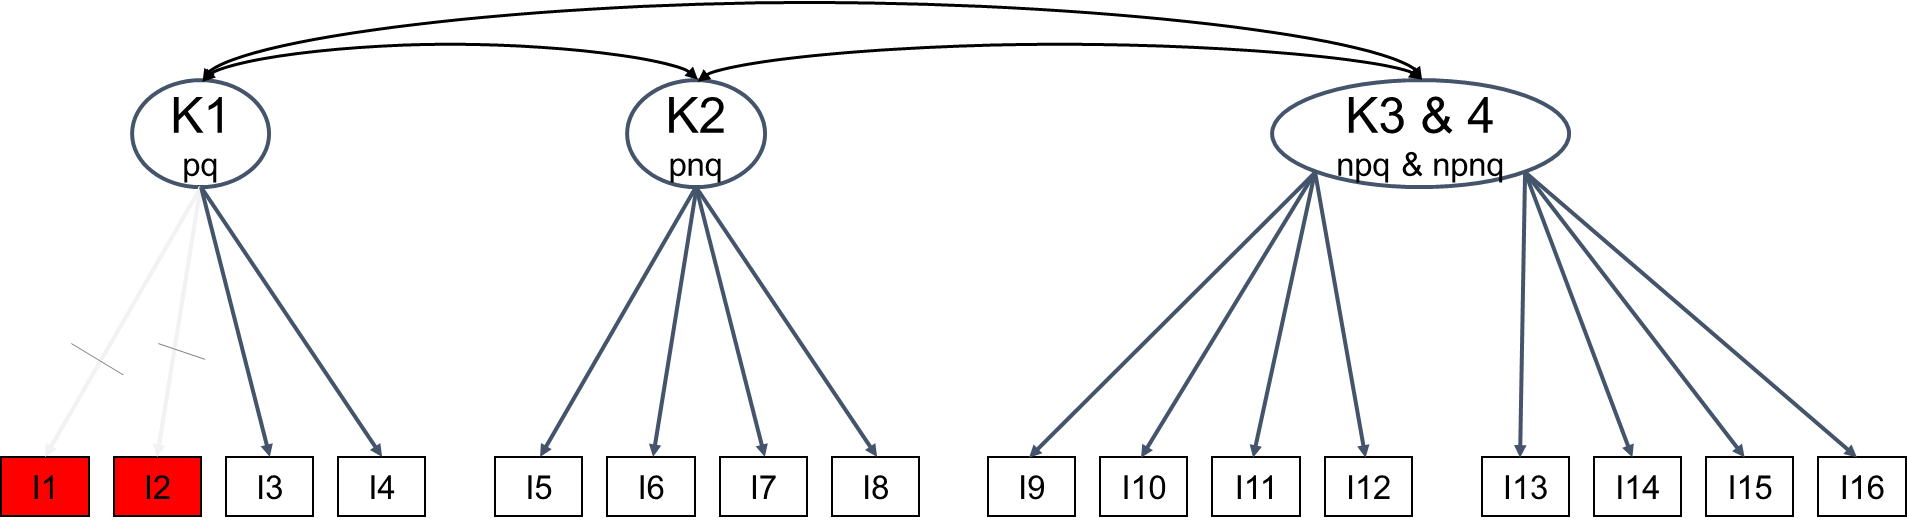 K1
pq
K2
pnq
K3 & 4
npq & npnq
I1
I2
I3
I4
I5
I6
I7
I8
I9
I10
I11
I12
I13
I14
I15
I16